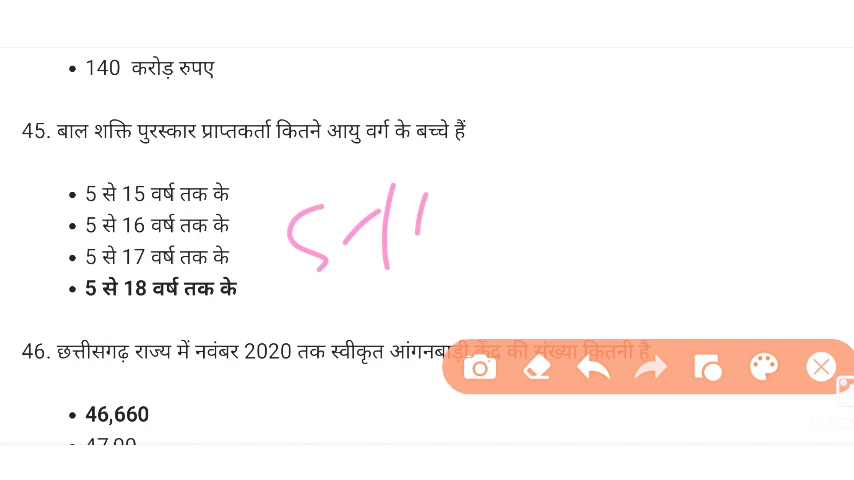 • 140 करोड़ रुपए
45. बाल शक्ति पुरस्कार प्राप्तकर्ता कितने आयु वर्ग के बच्चे हैं
• 5 से 15 वर्ष तक के
• 5 से 16 वर्ष तक के
• 5 से 17 वर्ष तक के
• 5 से 18 वर्ष तक के
46. छत्तीसगढ़ राज्य में नवंबर 2020 तक स्वीकृत आंगनबाड़ी केंद्र की संख्या कितनी है
• 46,660